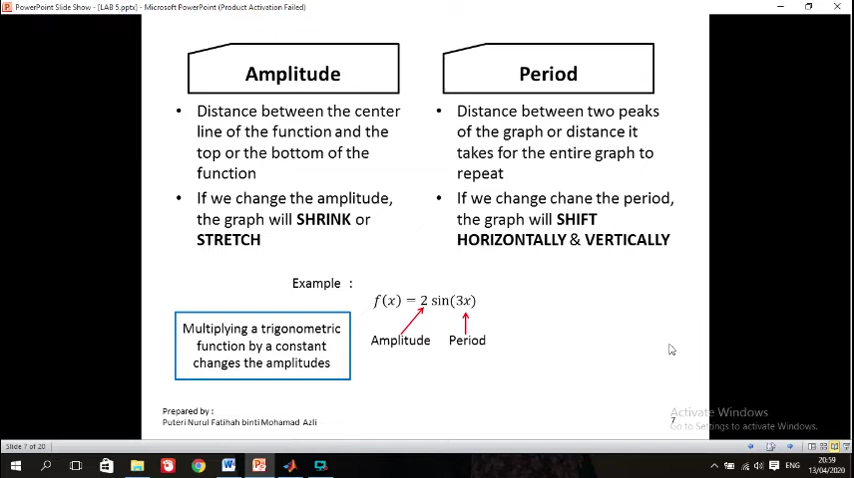 PowerPoint Slide Show - [LAB 5.pptx] - Microsoft PowerPoint (Product Activation Failed)
Amplitude
• Distance between the center
line of the function and the
top or the bottom of the
function
• If we change the amplitude,
the graph will SHRINK or
STRETCH
Period
• Distance between two peaks
of the graph or distance it
takes for the entire graph to
repeat
• If we change chane the period,
the graph will SHIFT
HORIZONTALLY & VERTICALLY
Example :
f(x) = 2 sin(3x)
Amplitude
Period
Multiplying a trigonometric
function by a constant
changes the amplitudes
Prepared by :
Puteri Nurul Fatihah binti Mohamad Azli
7
Activate Windows
Go to Settings to activate Windows.
Slide 7 of 20
ENG
20:59
13/04/2020